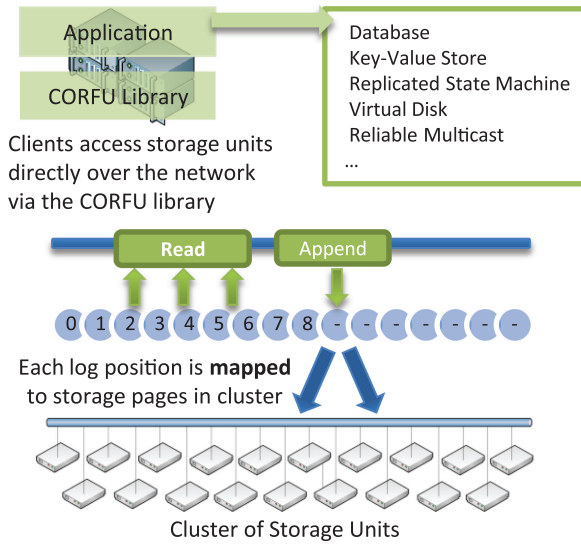 Application
CORFU Library
Database
Key-Value Store
Replicated State Machine
Virtual Disk
Reliable Multicast
...
Clients access storage units
directly over the network
via the CORFU library
Read
Append
0 1 2 3 4 5 6 7 8 - - - - - - -
Each log position is mapped
to storage pages in cluster
Cluster of Storage Units